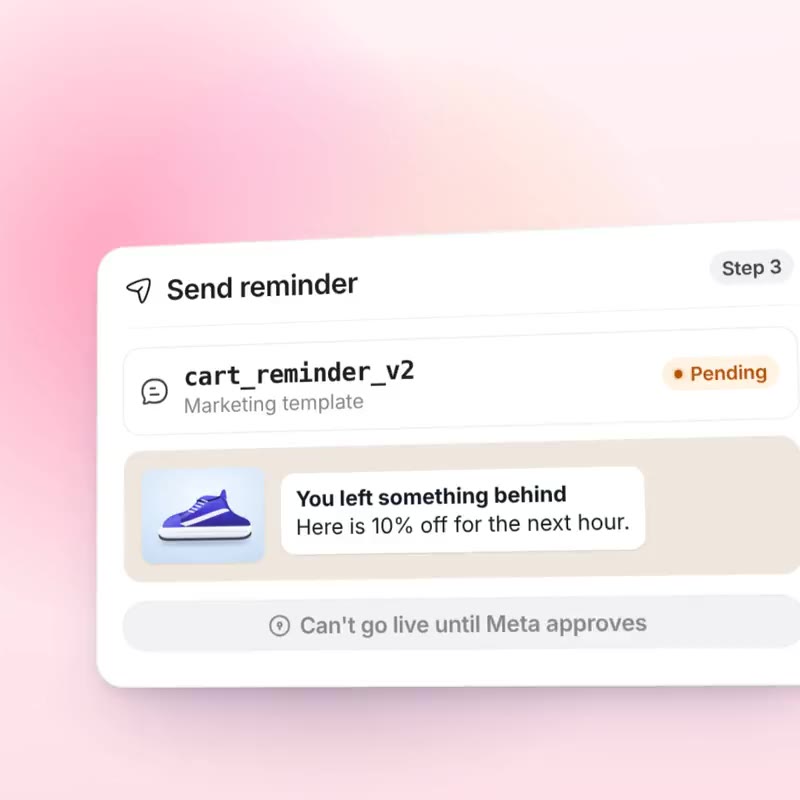 Send reminder
Step 3
cart_reminder_v2
Marketing template
Pending
You left something behind
Here is 10% off for the next hour.
Can't go live until Meta approves